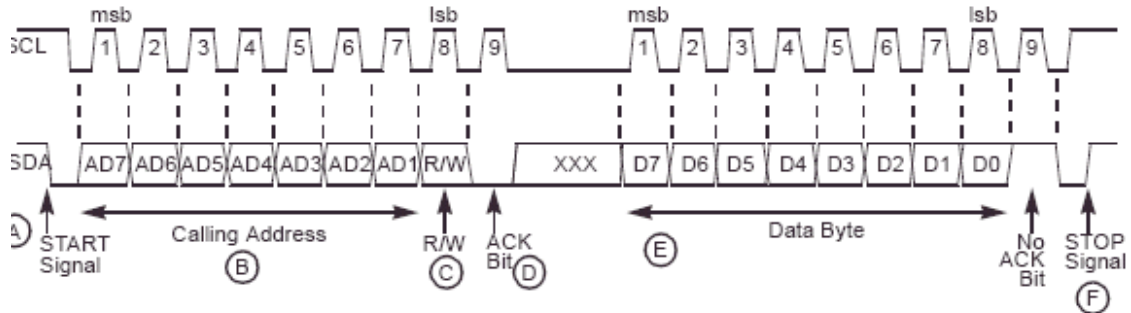 msb lsb msb lsb
SCL 1 2 3 4 5 6 7 8 9 1 2 3 4 5 6 7 8 9
SDA AD7 AD6 AD5 AD4 AD3 AD2 AD1 R/W XXX D7 D6 D5 D4 D3 D2 D1 D0
A START Signal
Calling Address
B
R/W
C
ACK Bit D
E
Data Byte
No ACK Bit
STOP Signal
F